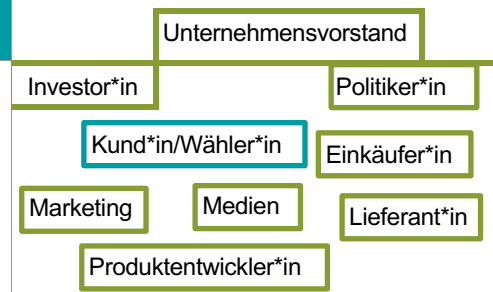 Unternehmensvorstand
Investor*in
Politiker*in
Kund*in/Wähler*in
Einkäufer*in
Marketing
Medien
Lieferant*in
Produktentwickler*in